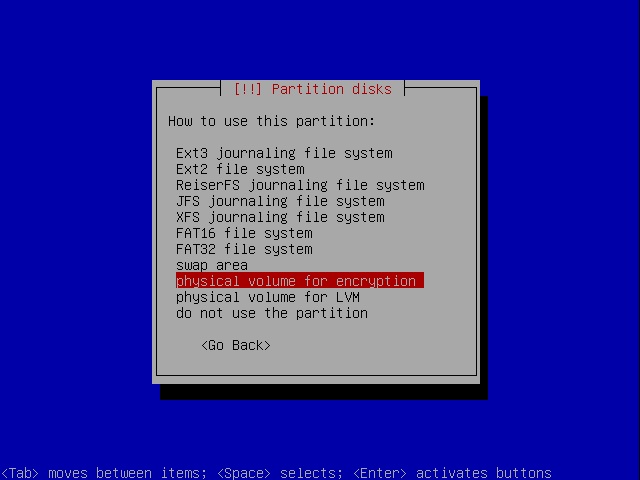 [!!] Partition disks
How to use this partition:
Ext3 journaling file system
Ext2 file system
ReiserFS journaling file system
JFS journaling file system
XFS journaling file system
FAT16 file system
FAT32 file system
swap area
physical volume for encryption
physical volume for LVM
do not use the partition
<Go Back>
<Tab> moves between items; <Space> selects; <Enter> activates buttons